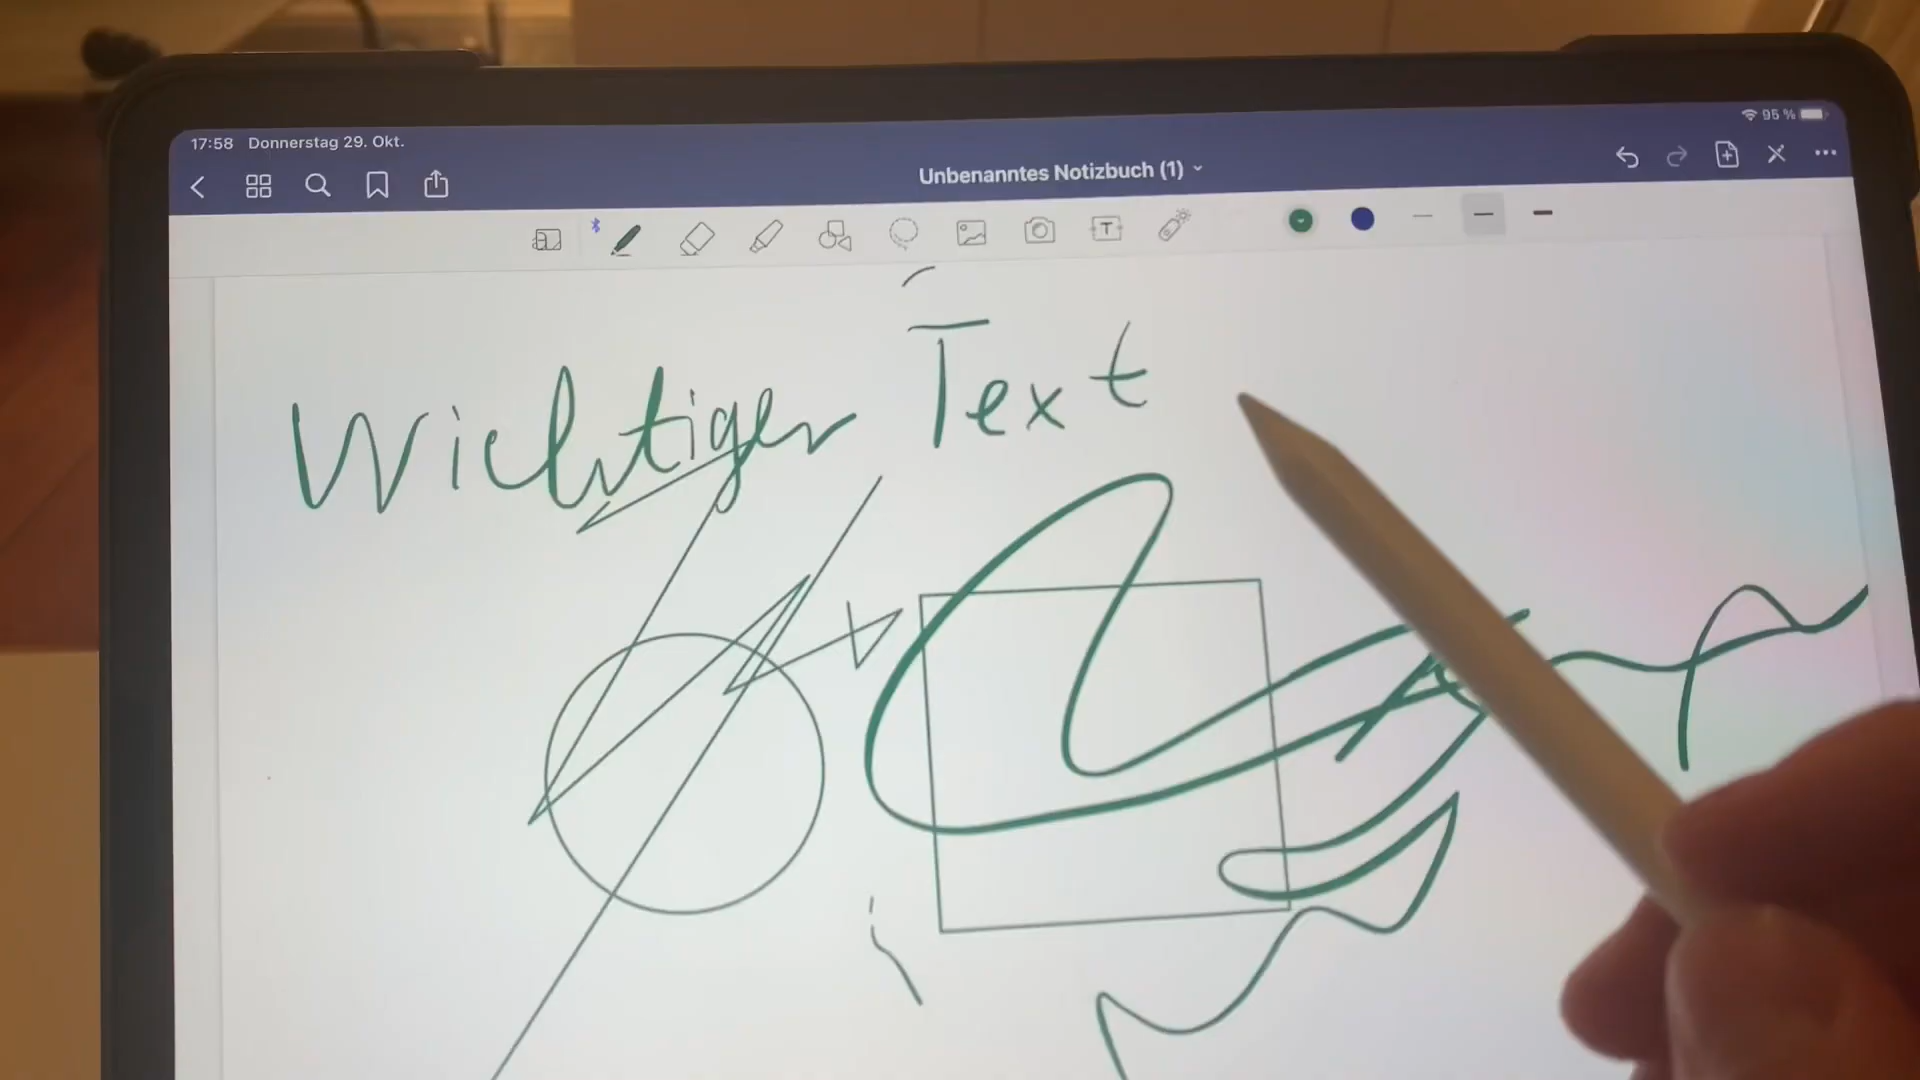 17:58 Donnerstag 29. Okt.
95 %
Unbenanntes Notizbuch (1)
T
Wichtiger Text